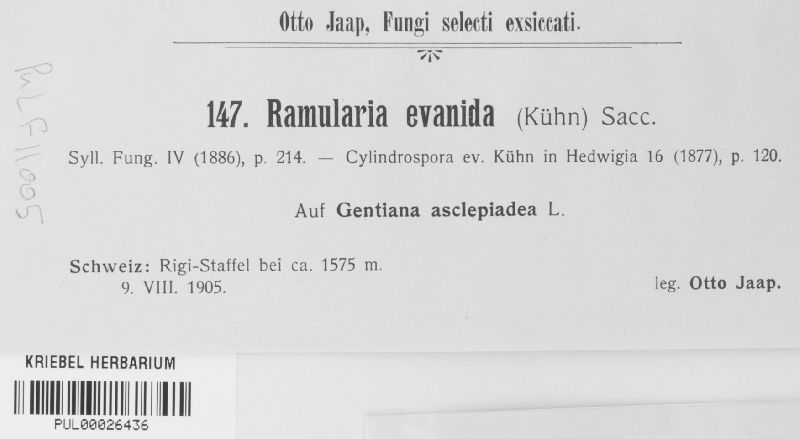 Otto Jaap, Fungi selecti exsiccati.
147. Ramularia evanida (Kühn) Sacc.
Syll. Fung. IV (1886), p. 214. — Cylindrospora ev. Kühn in Hedwigia 16 (1877), p. 120.
Auf Gentiana asclepiadea L.
Schweiz: Rigi-Staffel bei ca. 1575 m.
9. VIII. 1905.
leg. Otto Jaap.
PUL F11005
KRIEBEL HERBARIUM
PUL00026436